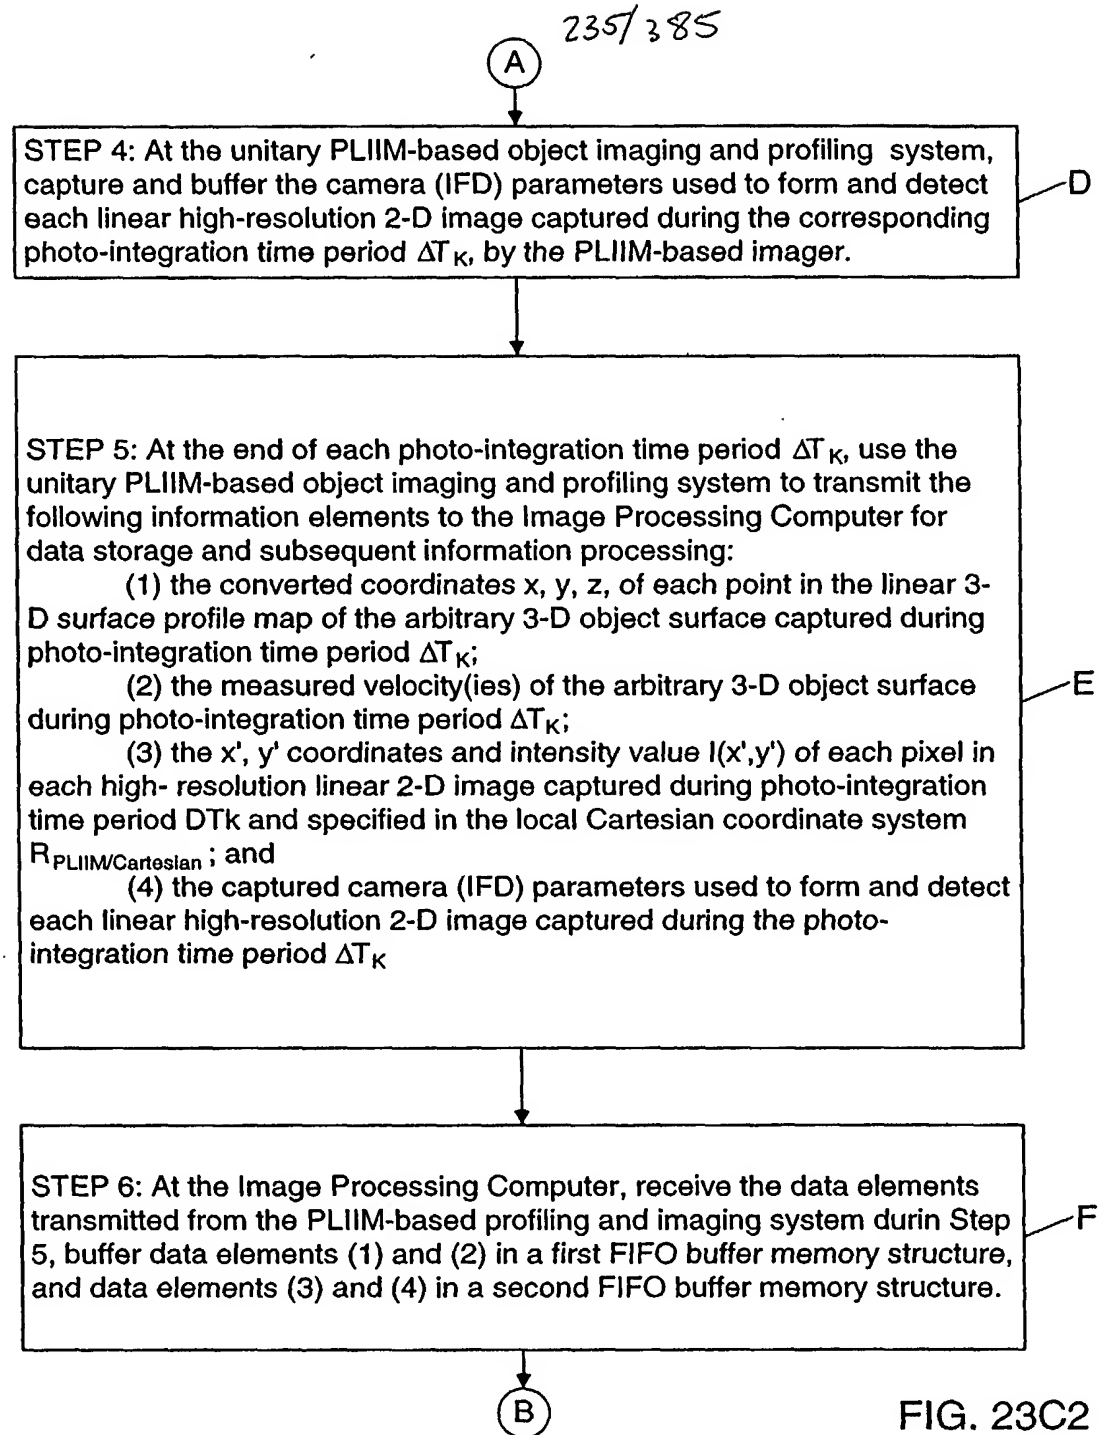 235/385
A
STEP 4: At the unitary PLIIM-based object imaging and profiling system,
capture and buffer the camera (IFD) parameters used to form and detect
each linear high-resolution 2-D image captured during the corresponding
photo-integration time period ΔT_K, by the PLIIM-based imager.
D
STEP 5: At the end of each photo-integration time period ΔT_K, use the
unitary PLIIM-based object imaging and profiling system to transmit the
following information elements to the Image Processing Computer for
data storage and subsequent information processing:
(1) the converted coordinates x, y, z, of each point in the linear 3-
D surface profile map of the arbitrary 3-D object surface captured during
photo-integration time period ΔT_K;
(2) the measured velocity(ies) of the arbitrary 3-D object surface
during photo-integration time period ΔT_K;
(3) the x', y' coordinates and intensity value I(x',y') of each pixel in
each high- resolution linear 2-D image captured during photo-integration
time period DTk and specified in the local Cartesian coordinate system
R_PLIIM/Cartesian ; and
(4) the captured camera (IFD) parameters used to form and detect
each linear high-resolution 2-D image captured during the photo-
integration time period ΔT_K
E
STEP 6: At the Image Processing Computer, receive the data elements
transmitted from the PLIIM-based profiling and imaging system durin Step
5, buffer data elements (1) and (2) in a first FIFO buffer memory structure,
and data elements (3) and (4) in a second FIFO buffer memory structure.
F
B
FIG. 23C2